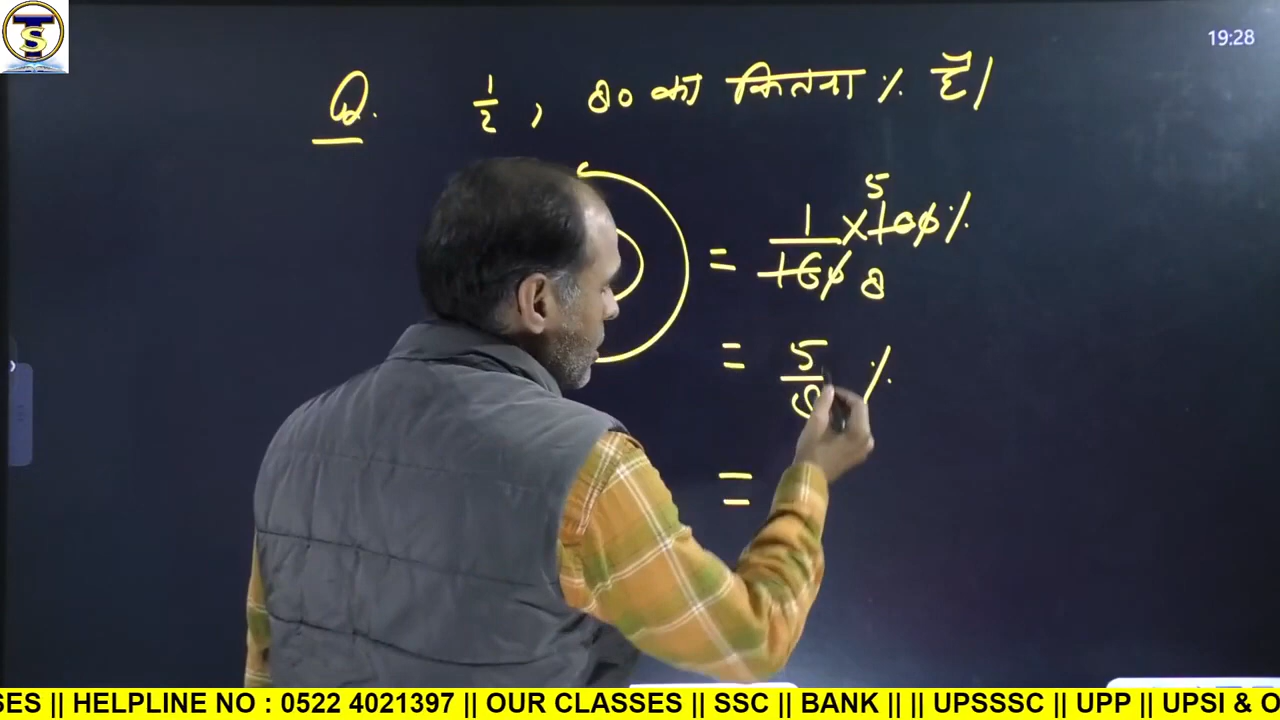 TS
19:28
Q. 1/2 , 80 का कितना % है।
= 1/160 × 100 %
5
8
= 5/8 %
=
SES || HELPLINE NO : 0522 4021397 || OUR CLASSES || SSC || BANK || || UPSSSC || UPP || UPSI & O